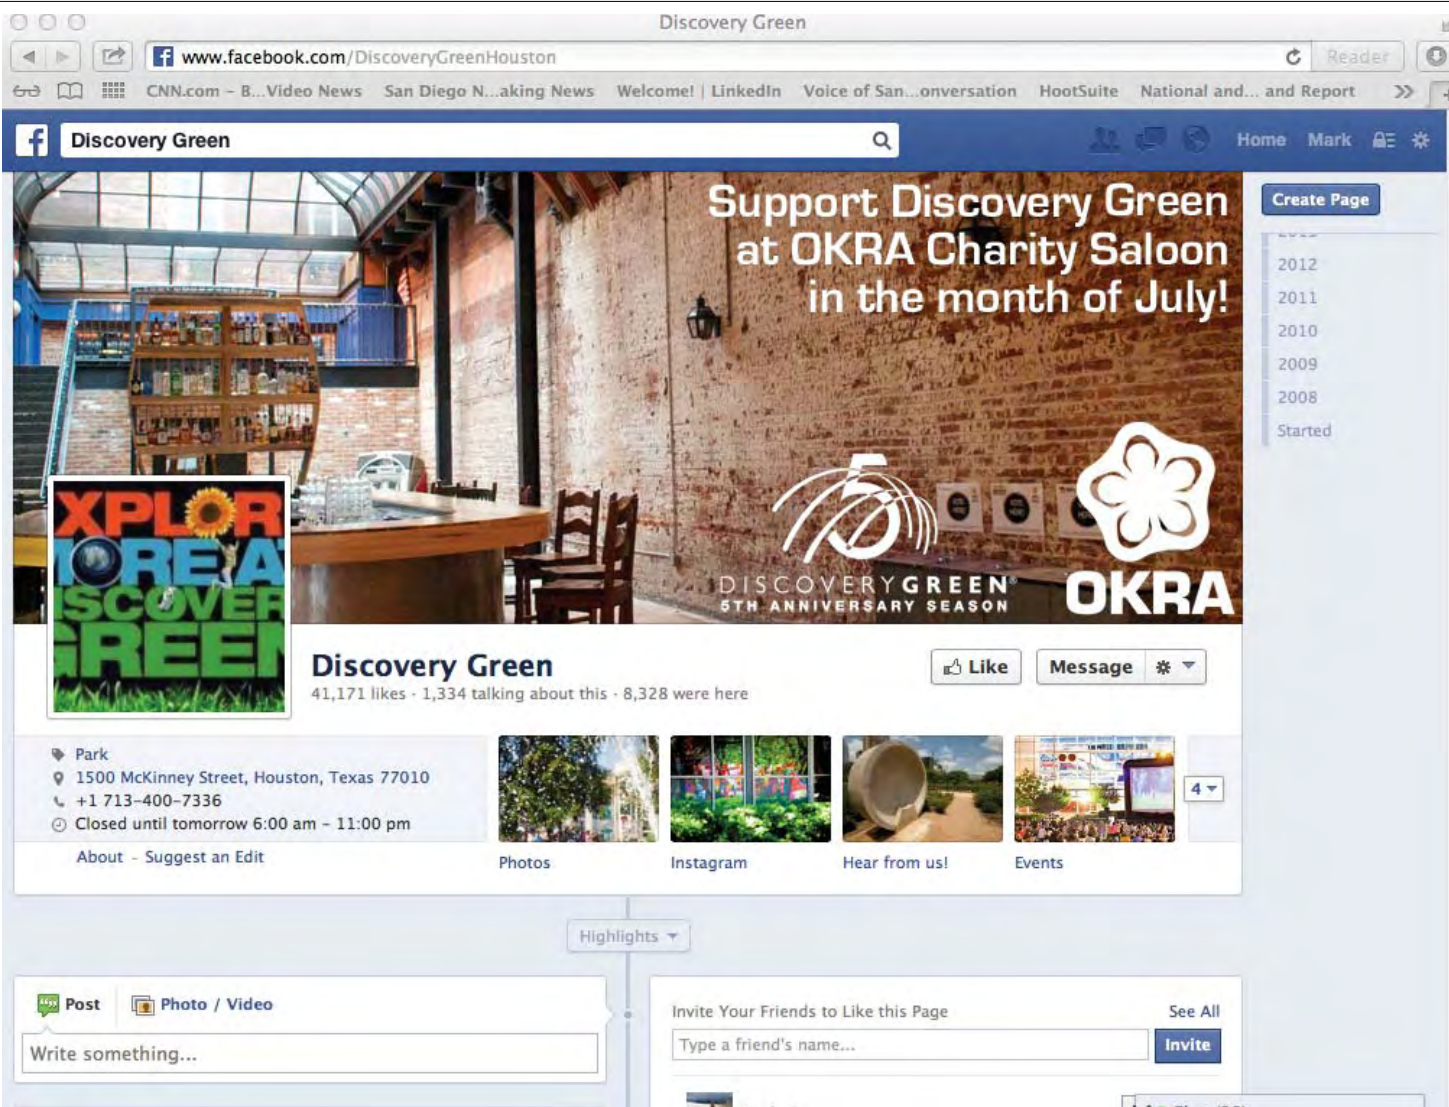 Discovery Green
www.facebook.com/DiscoveryGreenHouston
Reader
CNN.com – B...Video News San Diego N...aking News Welcome! | LinkedIn Voice of San...onversation HootSuite National and... and Report >>
f Discovery Green Home Mark
Support Discovery Green
at OKRA Charity Saloon
in the month of July!
Create Page
2012
2011
2010
2009
2008
Started
5
DISCOVERY GREEN®
5TH ANNIVERSARY SEASON
OKRA
XPLOR
MORE AT
ISCOVER
GREEN
Discovery Green
41,171 likes · 1,334 talking about this · 8,328 were here
Like
Message
Park
1500 McKinney Street, Houston, Texas 77010
+1 713-400-7336
Closed until tomorrow 6:00 am – 11:00 pm
About – Suggest an Edit
Photos
Instagram
Hear from us!
Events
4
Highlights
Post Photo / Video
Write something...
Invite Your Friends to Like this Page See All
Type a friend's name... Invite